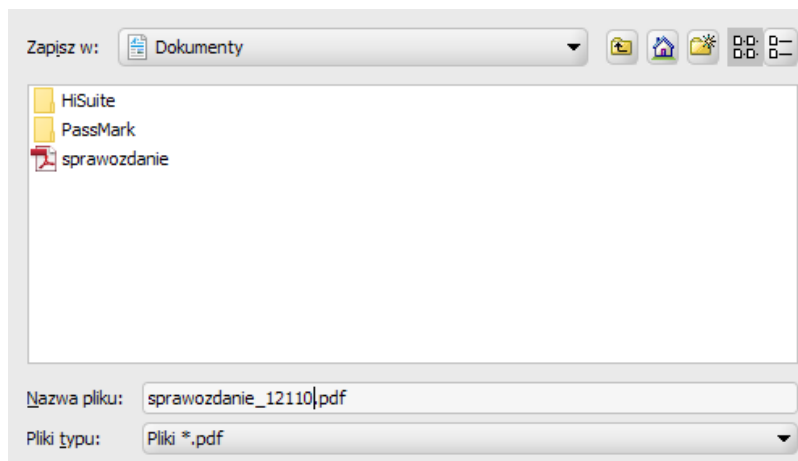 Zapisz w: Dokumenty
HiSuite
PassMark
sprawozdanie
Nazwa pliku: sprawozdanie_12110.pdf
Pliki typu: Pliki *.pdf